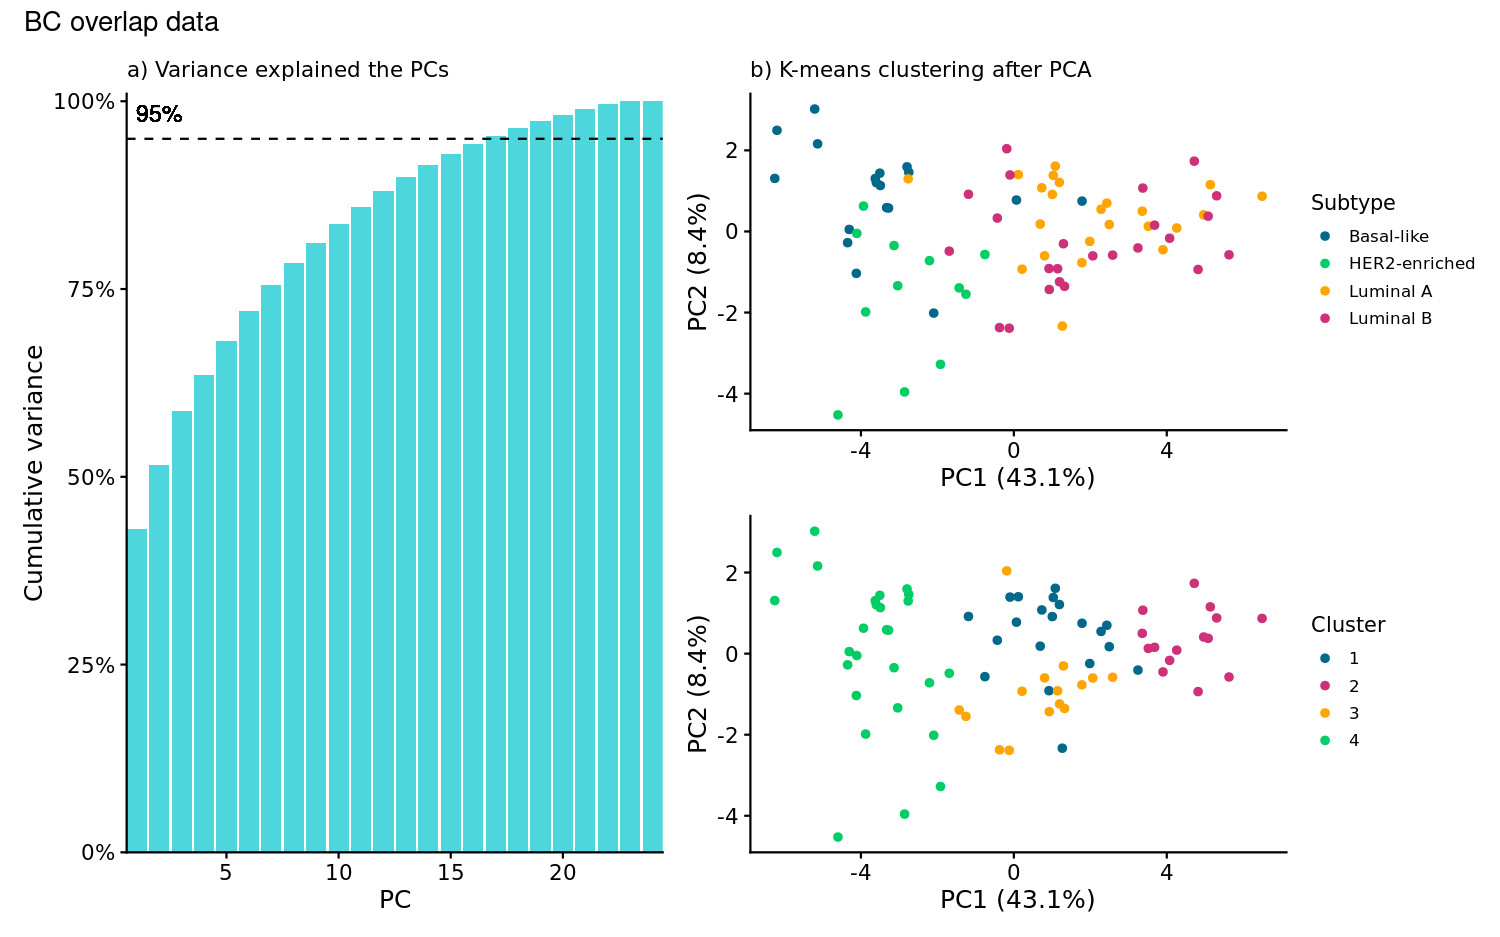 BC overlap data
a) Variance explained the PCs
100%
95%
75%
50%
25%
0%
Cumulative variance
5 10 15 20
PC
b) K-means clustering after PCA
2
0
-2
-4
PC2 (8.4%)
-4 0 4
PC1 (43.1%)
Subtype
Basal-like
HER2-enriched
Luminal A
Luminal B
2
0
-2
-4
PC2 (8.4%)
-4 0 4
PC1 (43.1%)
Cluster
1
2
3
4